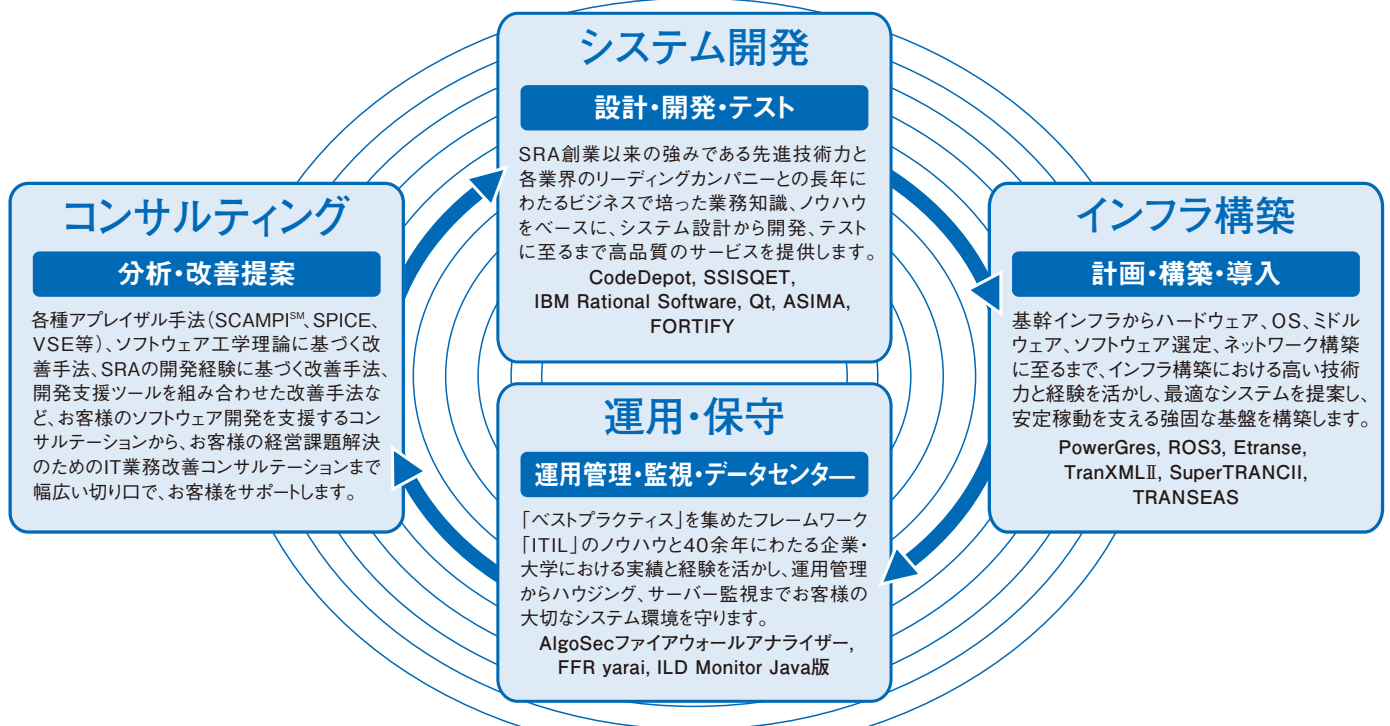 システム開発
設計・開発・テスト
SRA創業以来の強みである先進技術力と
各業界のリーディングカンパニーとの長年に
わたるビジネスで培った業務知識、ノウハウ
をベースに、システム設計から開発、テスト
に至るまで高品質のサービスを提供します。
CodeDepot, SSISQET,
IBM Rational Software, Qt, ASIMA,
FORTIFY
コンサルティング
分析・改善提案
各種アプレイザル手法（SCAMPI℠、SPICE、
VSE等）、ソフトウェア工学理論に基づく改
善手法、SRAの開発経験に基づく改善手法、
開発支援ツールを組み合わせた改善手法な
ど、お客様のソフトウェア開発を支援するコン
サルテーションから、お客様の経営課題解決
のためのIT業務改善コンサルテーションまで
幅広い切り口で、お客様をサポートします。
インフラ構築
計画・構築・導入
基幹インフラからハードウェア、OS、ミドル
ウェア、ソフトウェア選定、ネットワーク構築
に至るまで、インフラ構築における高い技術
力と経験を活かし、最適なシステムを提案し、
安定稼動を支える強固な基盤を構築します。
PowerGres, ROS3, Etranse,
TranXMLⅡ, SuperTRANCII,
TRANSEAS
運用・保守
運用管理・監視・データセンター
「ベストプラクティス」を集めたフレームワーク
「ITIL」のノウハウと40余年にわたる企業・
大学における実績と経験を活かし、運用管理
からハウジング、サーバー監視までお客様の
大切なシステム環境を守ります。
AlgoSecファイアウォールアナライザー,
FFR yarai, ILD Monitor Java版